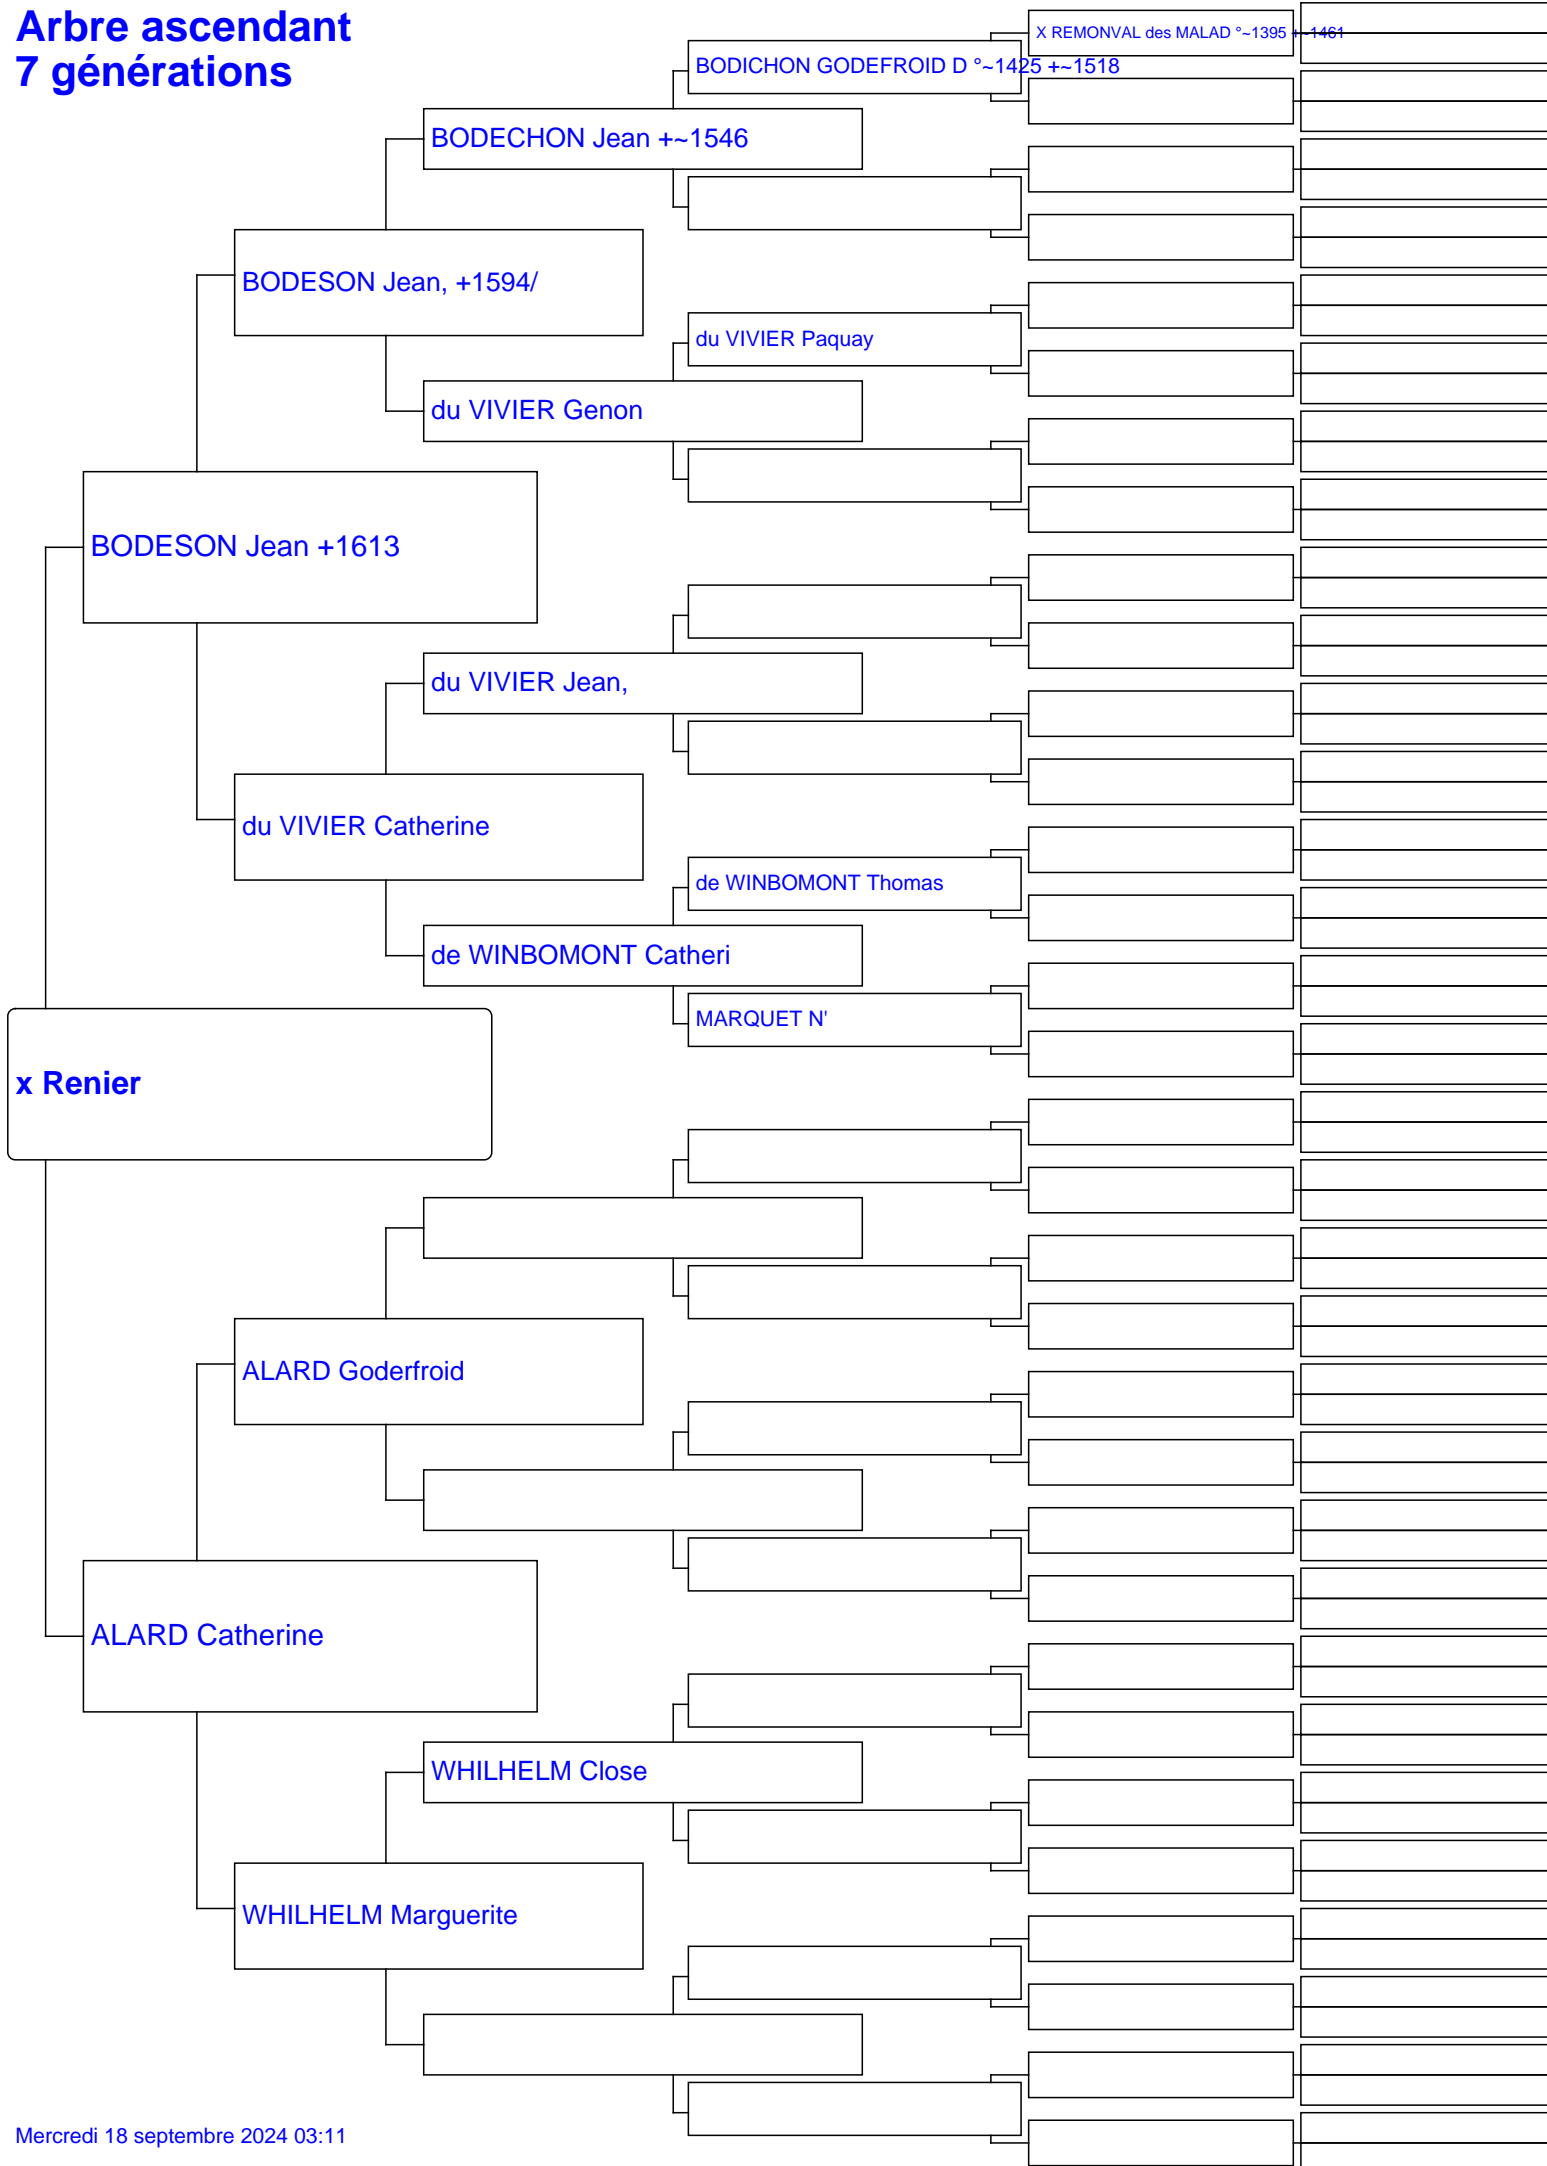 Arbre ascendant
7 générations
X REMONVAL des MALAD °~1395 +~1461
BODICHON GODEFROID D °~1425 +~1518
BODECHON Jean +~1546
BODESON Jean, +1594/
du VIVIER Paquay
du VIVIER Genon
BODESON Jean +1613
du VIVIER Jean,
du VIVIER Catherine
de WINBOMONT Thomas
de WINBOMONT Catheri
MARQUET N'
x Renier
ALARD Goderfroid
ALARD Catherine
WHILHELM Close
WHILHELM Marguerite
Mercredi 18 septembre 2024 03:11